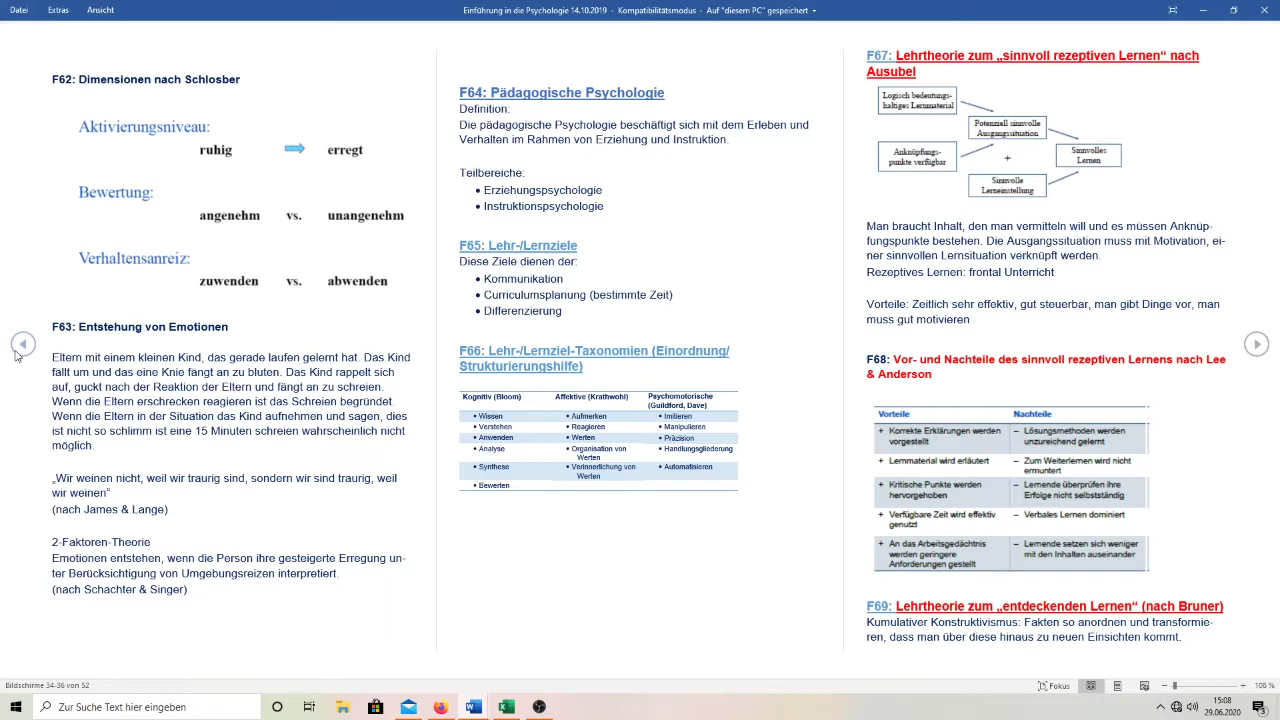 Datei Extras Ansicht
Einführung in die Psychologie 14.10.2019 - Kompatibilitätsmodus - Auf "diesem PC" gespeichert
F62: Dimensionen nach Schlosber
Aktivierungsniveau:
ruhig erregt
Bewertung:
angenehm vs. unangenehm
Verhaltensanreiz:
zuwenden vs. abwenden
F63: Entstehung von Emotionen
Eltern mit einem kleinen Kind, das gerade laufen gelernt hat. Das Kind
fällt um und das eine Knie fängt an zu bluten. Das Kind rappelt sich
auf, guckt nach der Reaktion der Eltern und fängt an zu schreien.
Wenn die Eltern erschrecken reagieren ist das Schreien begründet.
Wenn die Eltern in der Situation das Kind aufnehmen und sagen, dies
ist nicht so schlimm ist eine 15 Minuten schreien wahrscheinlich nicht
möglich.
„Wir weinen nicht, weil wir traurig sind, sondern wir sind traurig, weil
wir weinen“
(nach James & Lange)
2-Faktoren-Theorie
Emotionen entstehen, wenn die Person ihre gesteigerte Erregung un-
ter Berücksichtigung von Umgebungsreizen interpretiert.
(nach Schachter & Singer)
F64: Pädagogische Psychologie
Definition:
Die pädagogische Psychologie beschäftigt sich mit dem Erleben und
Verhalten im Rahmen von Erziehung und Instruktion.
Teilbereiche:
• Erziehungspsychologie
• Instruktionspsychologie
F65: Lehr-/Lernziele
Diese Ziele dienen der:
• Kommunikation
• Curriculumsplanung (bestimmte Zeit)
• Differenzierung
F66: Lehr-/Lernziel-Taxonomien (Einordnung/
Strukturierungshilfe)
Kognitiv (Bloom) Affektive (Krathwohl) Psychomotorische
(Guildford, Dave)
• Wissen • Aufmerken • Imitieren
• Verstehen • Reagieren • Manipulieren
• Anwenden • Werten • Präzision
• Analyse • Organisation von • Handlungsgliederung
Werten
• Synthese • Verinnerlichung von • Automatisieren
Werten
• Bewerten
F67: Lehrtheorie zum „sinnvoll rezeptiven Lernen“ nach
Ausubel
Logisch bedeutungs-
haltiges Lernmaterial
Potenziell sinnvolle
Ausgangssituation
Anknüpfungs-
punkte verfügbar
+
Sinnvolles
Lernen
Sinnvolle
Lerneinstellung
Man braucht Inhalt, den man vermitteln will und es müssen Anknüp-
fungspunkte bestehen. Die Ausgangssituation muss mit Motivation, ei-
ner sinnvollen Lernsituation verknüpft werden.
Rezeptives Lernen: frontal Unterricht
Vorteile: Zeitlich sehr effektiv, gut steuerbar, man gibt Dinge vor, man
muss gut motivieren
F68: Vor- und Nachteile des sinnvoll rezeptiven Lernens nach Lee
& Anderson
Vorteile Nachteile
+ Korrekte Erklärungen werden – Lösungsmethoden werden
vorgestellt unzureichend gelernt
+ Lernmaterial wird erläutert – Zum Weiterlernen wird nicht
ermuntert
+ Kritische Punkte werden – Lernende überprüfen ihre
hervorgehoben Erfolge nicht selbstständig
+ Verfügbare Zeit wird effektiv – Verbales Lernen dominiert
genutzt
+ An das Arbeitsgedächtnis – Lernende setzen sich weniger
werden geringere mit den Inhalten auseinander
Anforderungen gestellt
F69: Lehrtheorie zum „entdeckenden Lernen“ (nach Bruner)
Kumulativer Konstruktivismus: Fakten so anordnen und transformie-
ren, dass man über diese hinaus zu neuen Einsichten kommt.
Bildschirme 34-36 von 52
Fokus
108 %
Zur Suche Text hier eingeben
15:08
29.06.2020